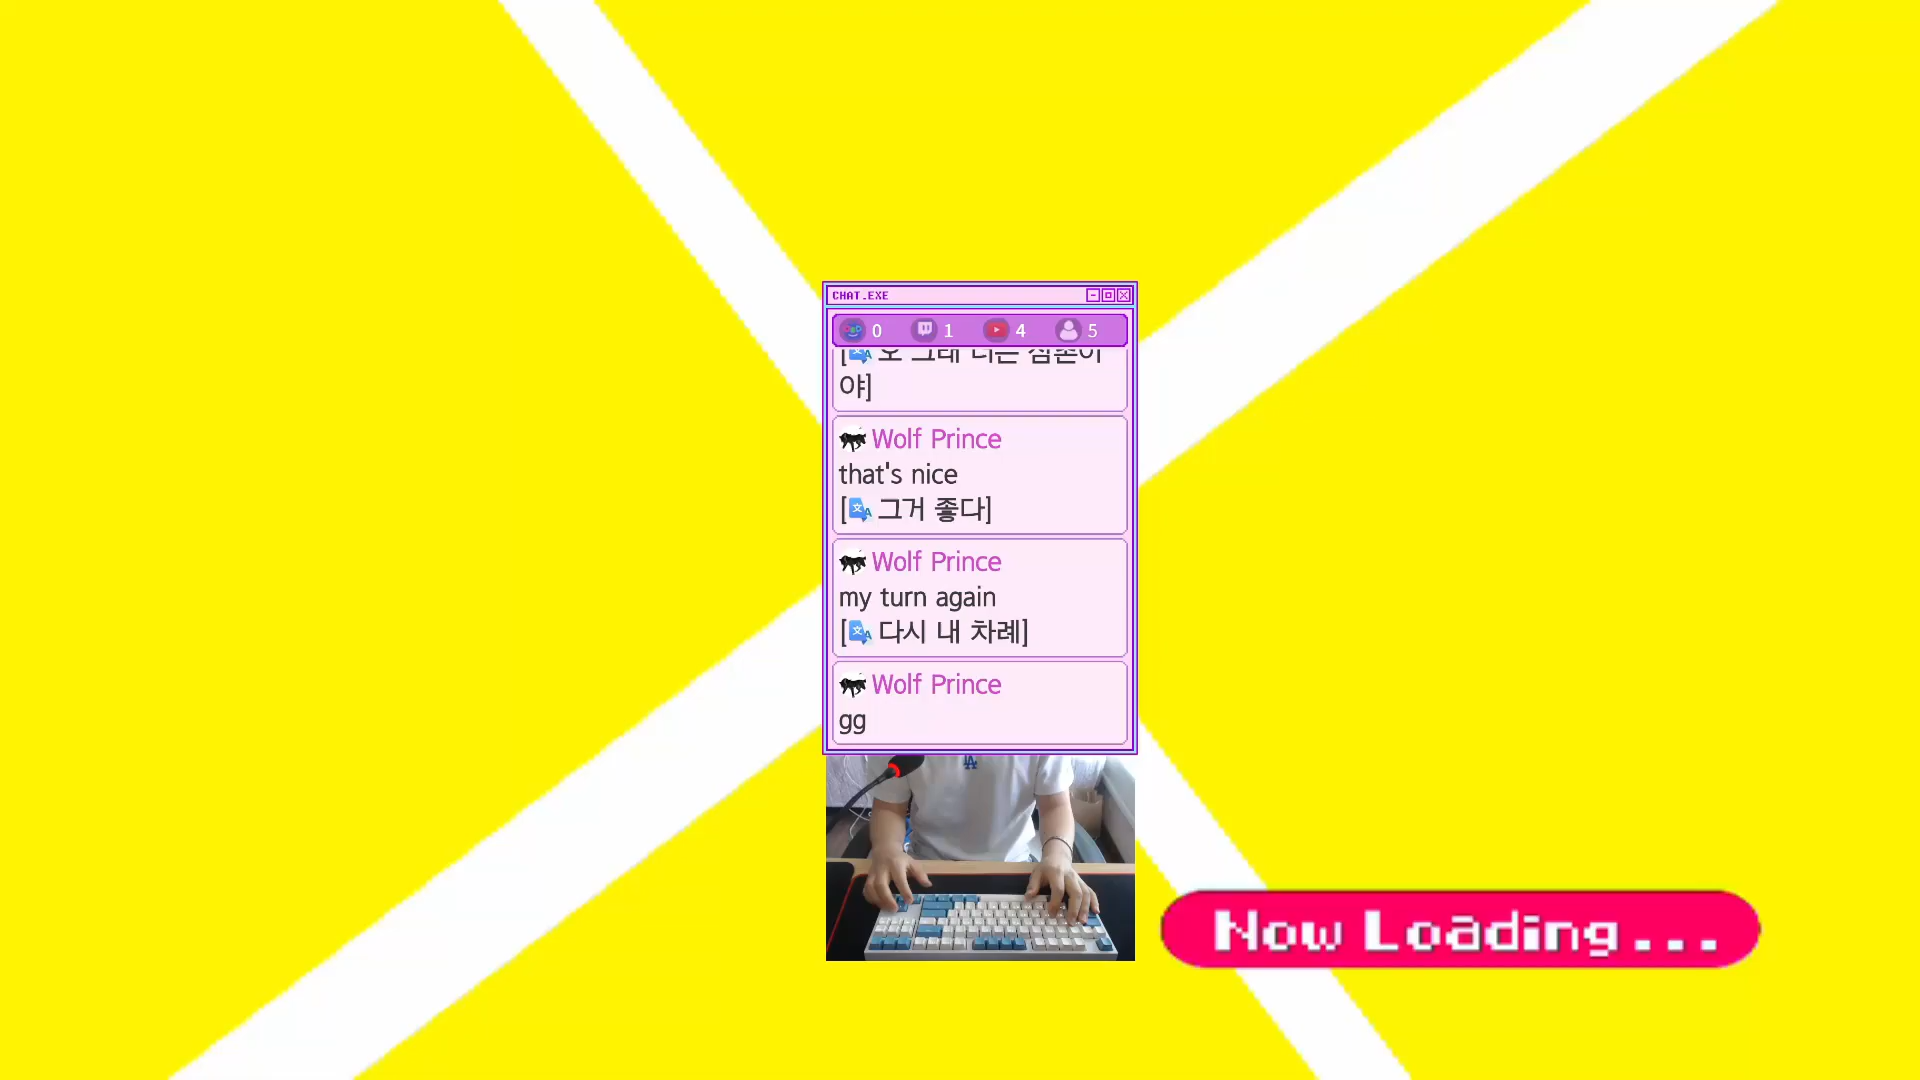 CHAT.EXE
0 1 4 5
야]
Wolf Prince
that's nice
[그거 좋다]
Wolf Prince
my turn again
[다시 내 차례]
Wolf Prince
gg
LA
Now Loading...